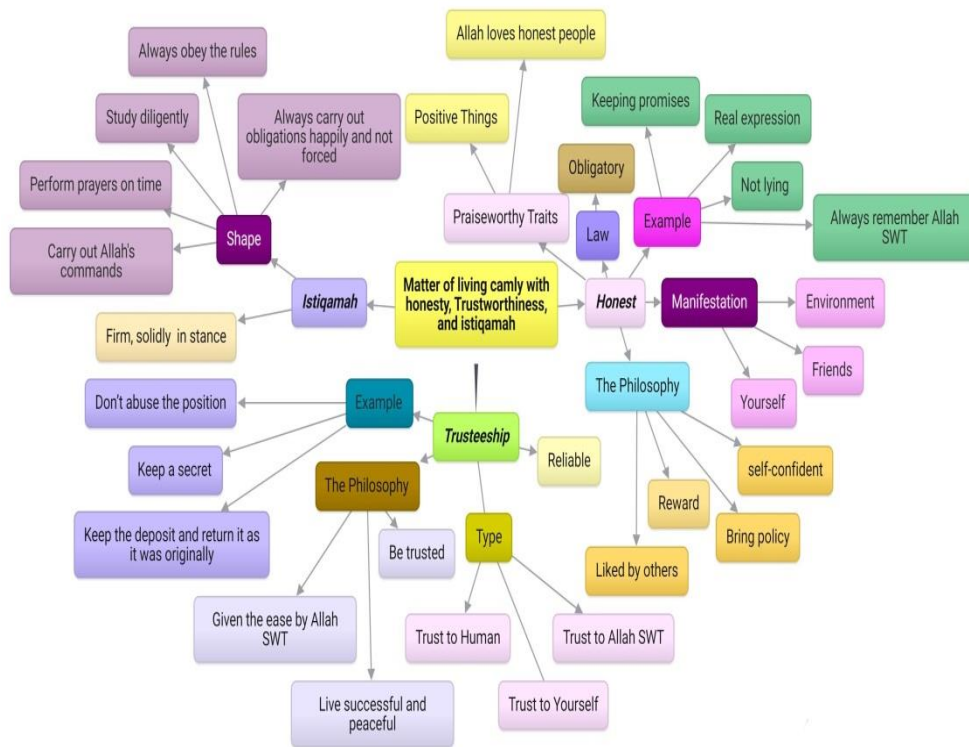 Allah loves honest people
Always obey the rules
Keeping promises
Real expression
Study diligently
Always carry out
obligations happily and not
forced
Positive Things
Obligatory
Not lying
Perform prayers on time
Praiseworthy Traits
Law
Example
Always remember Allah
SWT
Shape
Carry out Allah's
commands
Istiqamah
Matter of living camly with
honesty, Trustworthiness,
and istiqamah
Honest
Manifestation
Environment
Firm, solidly in stance
Friends
The Philosophy
Yourself
Don't abuse the position
Example
Trusteeship
Reliable
self-confident
Keep a secret
The Philosophy
Reward
Keep the deposit and return it as
it was originally
Type
Bring policy
Be trusted
Liked by others
Given the ease by Allah
SWT
Trust to Human
Trust to Allah SWT
Live successful and
peaceful
Trust to Yourself